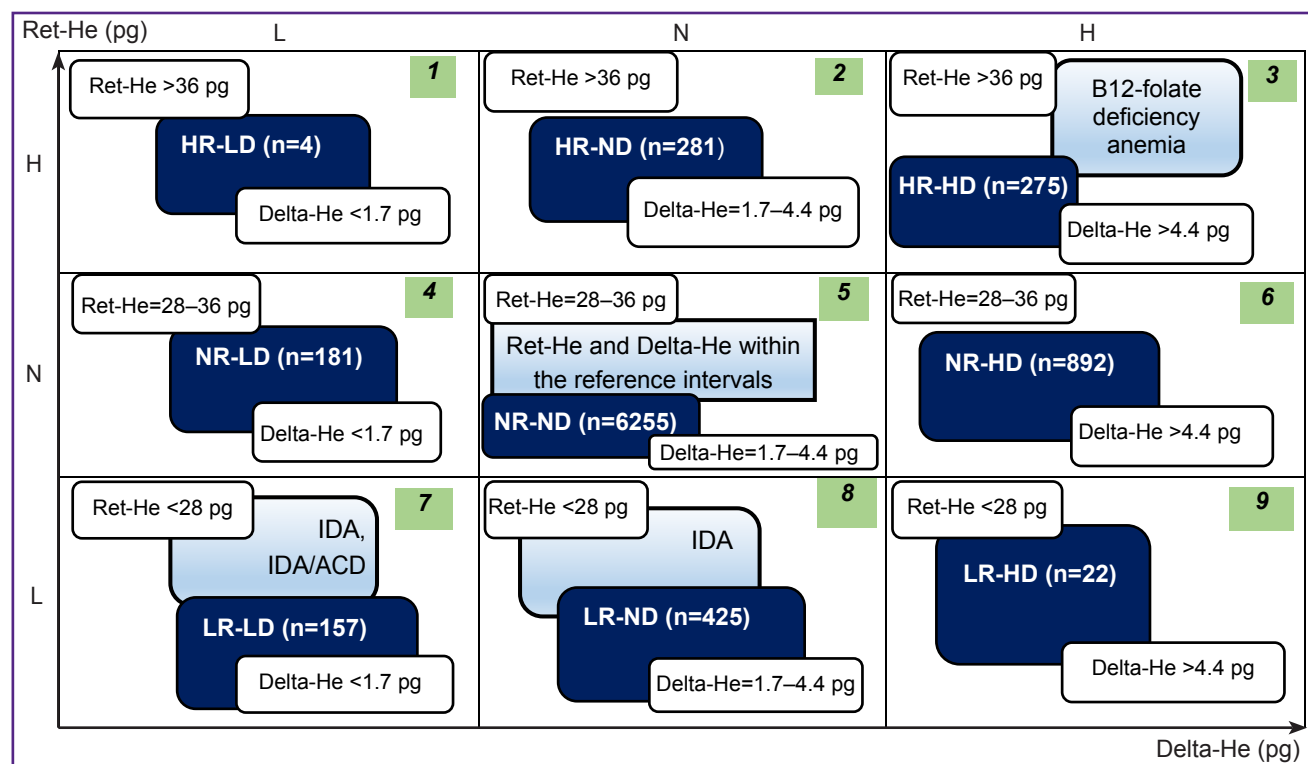 Ret-He (pg)
L
N
H
H
Ret-He >36 pg
1
HR-LD (n=4)
Delta-He <1.7 pg
Ret-He >36 pg
2
HR-ND (n=281)
Delta-He=1.7–4.4 pg
Ret-He >36 pg
3
B12-folate
deficiency
anemia
HR-HD (n=275)
Delta-He >4.4 pg
N
Ret-He=28–36 pg
4
NR-LD (n=181)
Delta-He <1.7 pg
Ret-He=28–36 pg
5
Ret-He and Delta-He within
the reference intervals
NR-ND (n=6255)
Delta-He=1.7–4.4 pg
Ret-He=28–36 pg
6
NR-HD (n=892)
Delta-He >4.4 pg
L
Ret-He <28 pg
7
IDA,
IDA/ACD
LR-LD (n=157)
Delta-He <1.7 pg
Ret-He <28 pg
8
IDA
LR-ND (n=425)
Delta-He=1.7–4.4 pg
Ret-He <28 pg
9
LR-HD (n=22)
Delta-He >4.4 pg
Delta-He (pg)